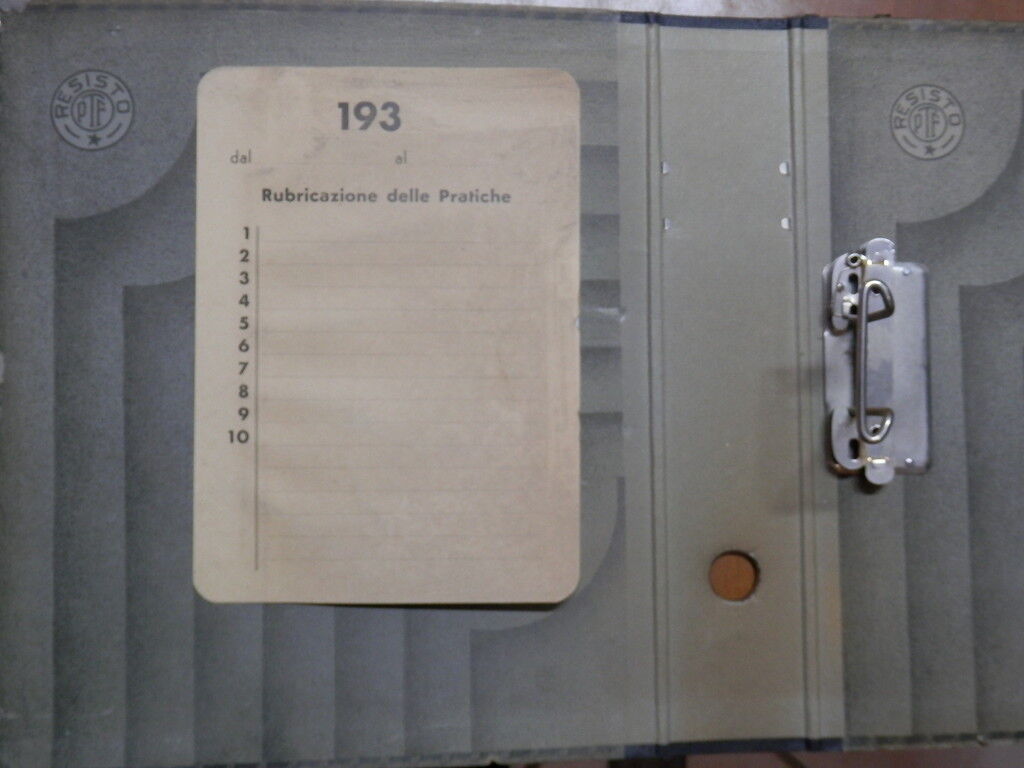 RESISTO
PTF
193
dal al
Rubricazione delle Pratiche
1
2
3
4
5
6
7
8
9
10
RESISTO
PTF